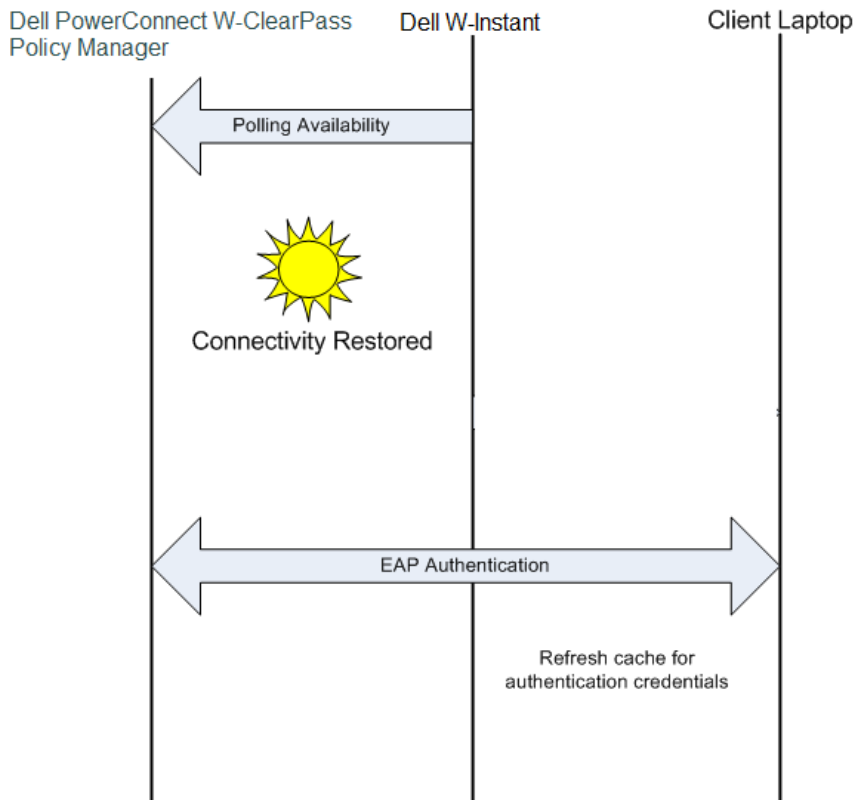 Dell PowerConnect W-ClearPass
Policy Manager
Dell W-Instant
Client Laptop
Polling Availability
Connectivity Restored
EAP Authentication
Refresh cache for
authentication credentials